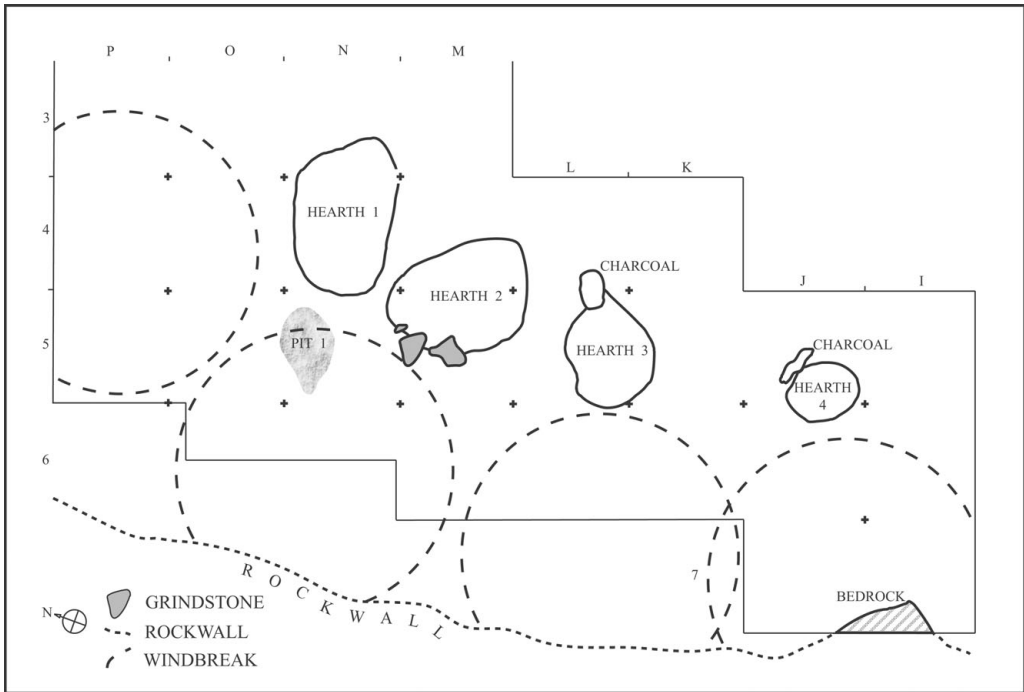 P O N M
3
L K
HEARTH 1
4
CHARCOAL
J I
HEARTH 2
PIT 1
5
HEARTH 3
CHARCOAL
HEARTH
4
6
ROCKWALL
7
BEDROCK
N
GRINDSTONE
ROCKWALL
WINDBREAK